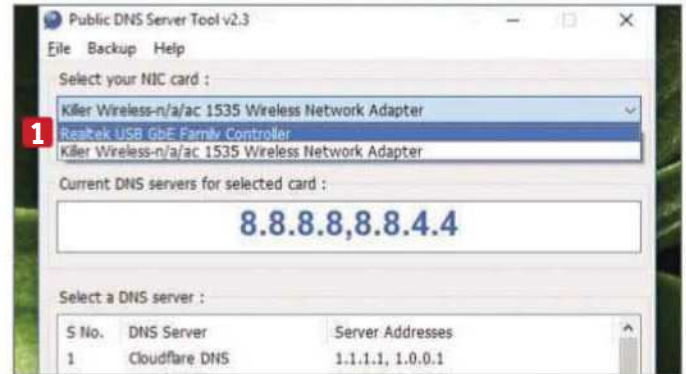 Public DNS Server Tool v2.3
File Backup Help
Select your NIC card :
Killer Wireless-n/a/ac 1535 Wireless Network Adapter
1 Realtek USB GbE Family Controller
Killer Wireless-n/a/ac 1535 Wireless Network Adapter
Current DNS servers for selected card :
8.8.8.8,8.8.4.4
Select a DNS server :
S No. DNS Server Server Addresses
1 Cloudflare DNS 1.1.1.1, 1.0.0.1